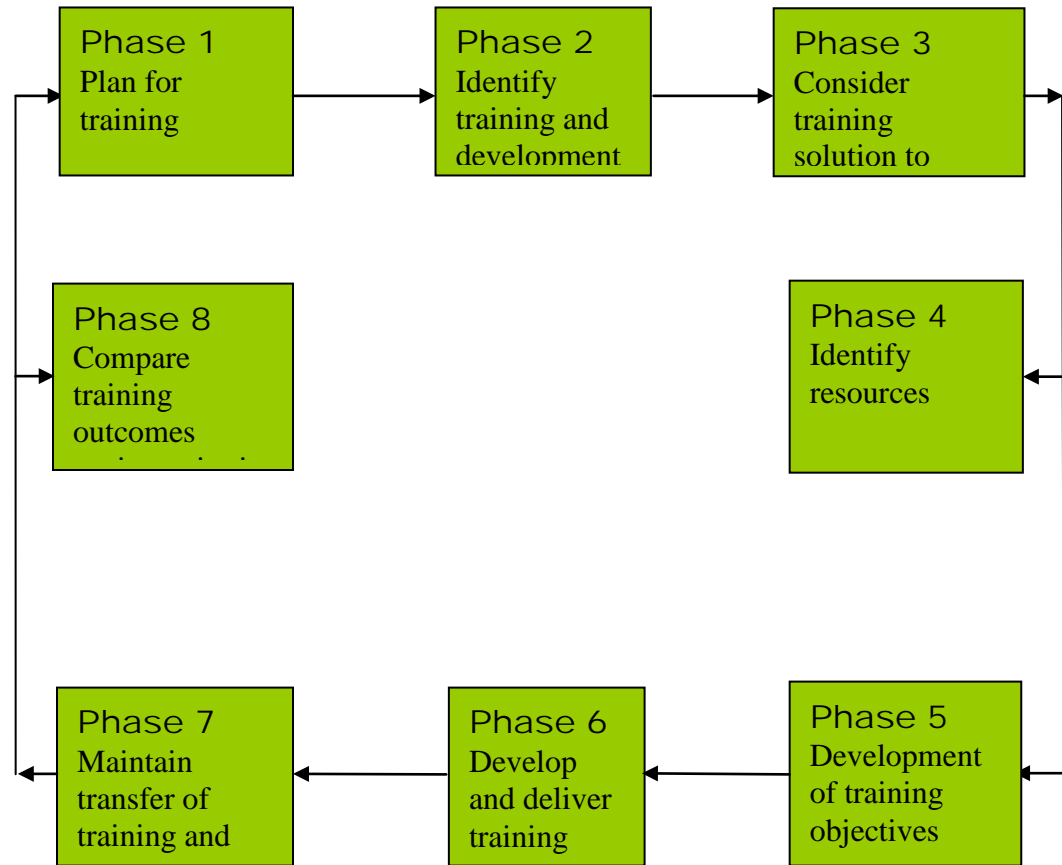 Phase 1
Plan for
training
Phase 2
Identify
training and
development
Phase 3
Consider
training
solution to
Phase 8
Compare
training
outcomes
Phase 4
Identify
resources
Phase 7
Maintain
transfer of
training and
Phase 6
Develop
and deliver
training
Phase 5
Development
of training
objectives